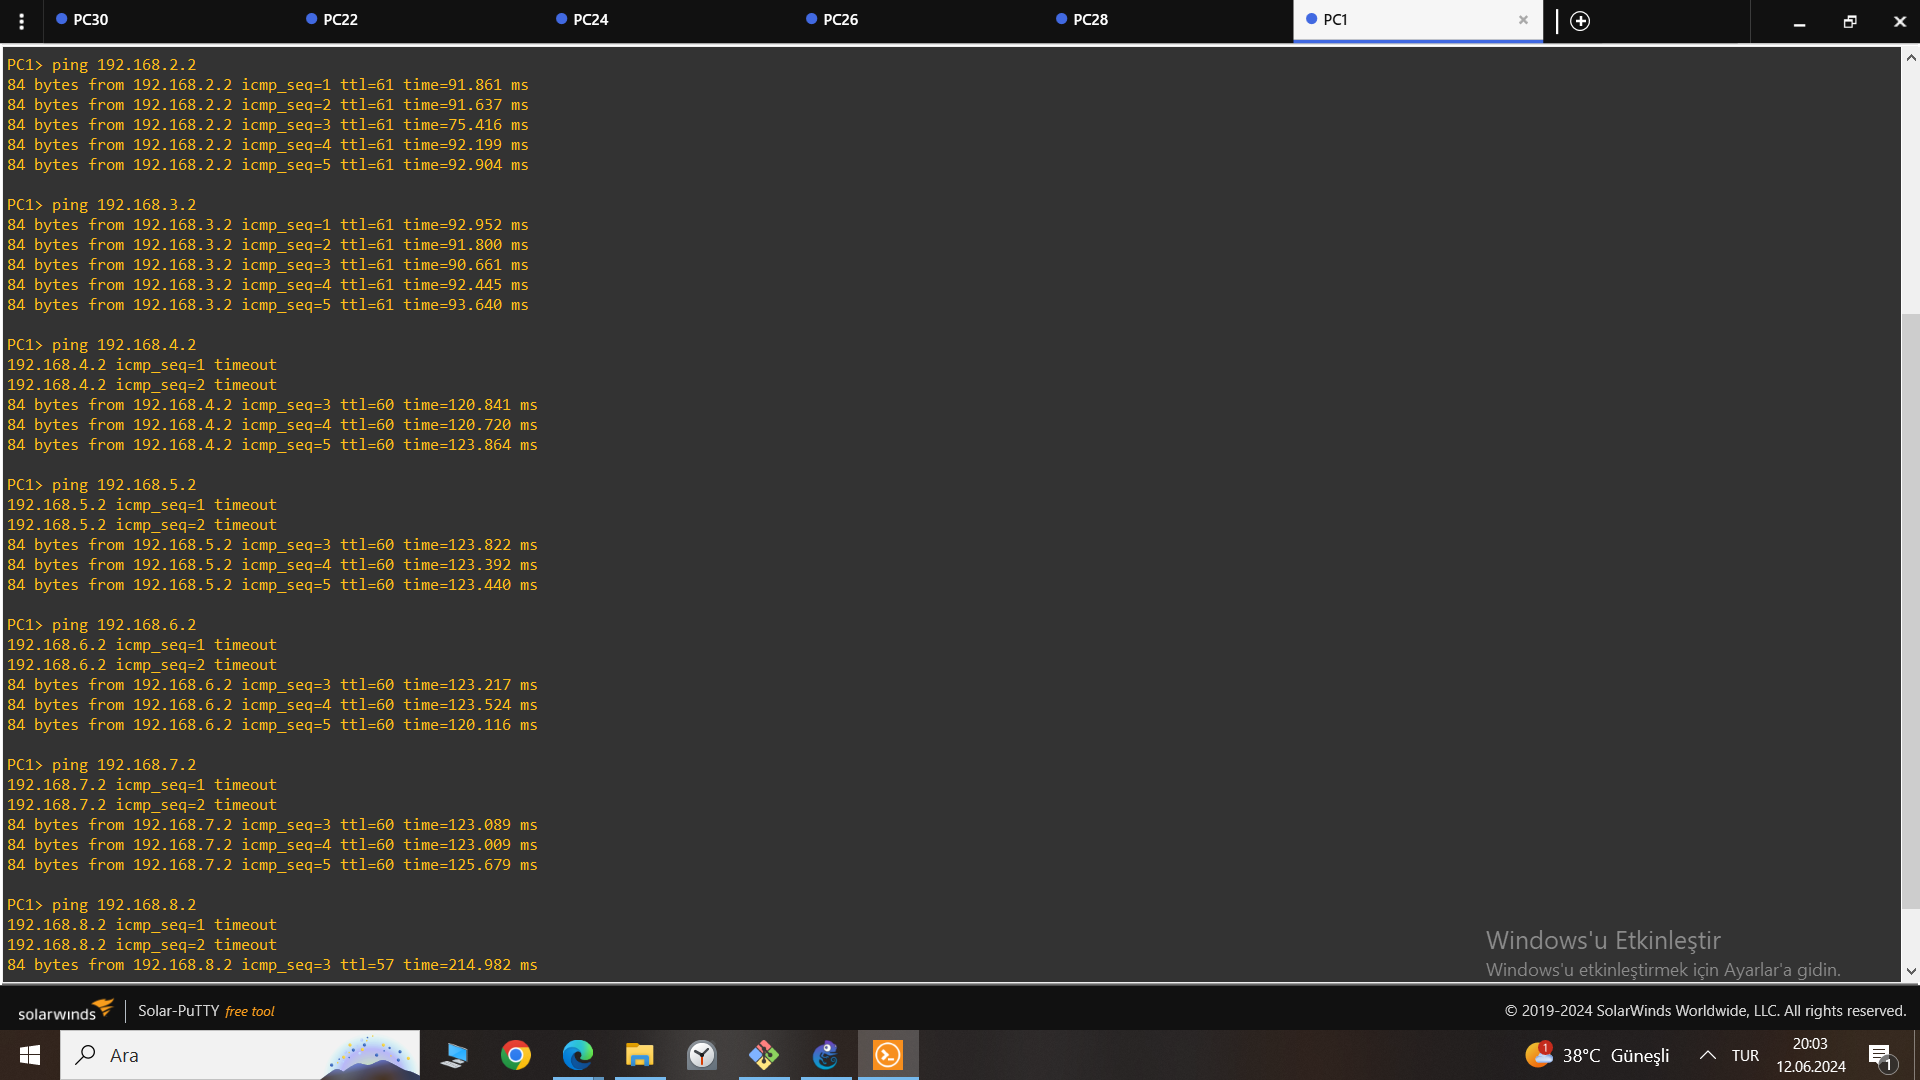 PC30
PC22
PC24
PC26
PC28
PC1
PC1> ping 192.168.2.2
84 bytes from 192.168.2.2 icmp_seq=1 ttl=61 time=91.861 ms
84 bytes from 192.168.2.2 icmp_seq=2 ttl=61 time=91.637 ms
84 bytes from 192.168.2.2 icmp_seq=3 ttl=61 time=75.416 ms
84 bytes from 192.168.2.2 icmp_seq=4 ttl=61 time=92.199 ms
84 bytes from 192.168.2.2 icmp_seq=5 ttl=61 time=92.904 ms
PC1> ping 192.168.3.2
84 bytes from 192.168.3.2 icmp_seq=1 ttl=61 time=92.952 ms
84 bytes from 192.168.3.2 icmp_seq=2 ttl=61 time=91.800 ms
84 bytes from 192.168.3.2 icmp_seq=3 ttl=61 time=90.661 ms
84 bytes from 192.168.3.2 icmp_seq=4 ttl=61 time=92.445 ms
84 bytes from 192.168.3.2 icmp_seq=5 ttl=61 time=93.640 ms
PC1> ping 192.168.4.2
192.168.4.2 icmp_seq=1 timeout
192.168.4.2 icmp_seq=2 timeout
84 bytes from 192.168.4.2 icmp_seq=3 ttl=60 time=120.841 ms
84 bytes from 192.168.4.2 icmp_seq=4 ttl=60 time=120.720 ms
84 bytes from 192.168.4.2 icmp_seq=5 ttl=60 time=123.864 ms
PC1> ping 192.168.5.2
192.168.5.2 icmp_seq=1 timeout
192.168.5.2 icmp_seq=2 timeout
84 bytes from 192.168.5.2 icmp_seq=3 ttl=60 time=123.822 ms
84 bytes from 192.168.5.2 icmp_seq=4 ttl=60 time=123.392 ms
84 bytes from 192.168.5.2 icmp_seq=5 ttl=60 time=123.440 ms
PC1> ping 192.168.6.2
192.168.6.2 icmp_seq=1 timeout
192.168.6.2 icmp_seq=2 timeout
84 bytes from 192.168.6.2 icmp_seq=3 ttl=60 time=123.217 ms
84 bytes from 192.168.6.2 icmp_seq=4 ttl=60 time=123.524 ms
84 bytes from 192.168.6.2 icmp_seq=5 ttl=60 time=120.116 ms
PC1> ping 192.168.7.2
192.168.7.2 icmp_seq=1 timeout
192.168.7.2 icmp_seq=2 timeout
84 bytes from 192.168.7.2 icmp_seq=3 ttl=60 time=123.089 ms
84 bytes from 192.168.7.2 icmp_seq=4 ttl=60 time=123.009 ms
84 bytes from 192.168.7.2 icmp_seq=5 ttl=60 time=125.679 ms
PC1> ping 192.168.8.2
192.168.8.2 icmp_seq=1 timeout
192.168.8.2 icmp_seq=2 timeout
84 bytes from 192.168.8.2 icmp_seq=3 ttl=57 time=214.982 ms
Windows'u Etkinleştir
Windows'u etkinleştirmek için Ayarlar'a gidin.
solarwinds
Solar-PuTTY free tool
© 2019-2024 SolarWinds Worldwide, LLC. All rights reserved.
Ara
1
38°C Güneşli
TUR
20:03
12.06.2024
1